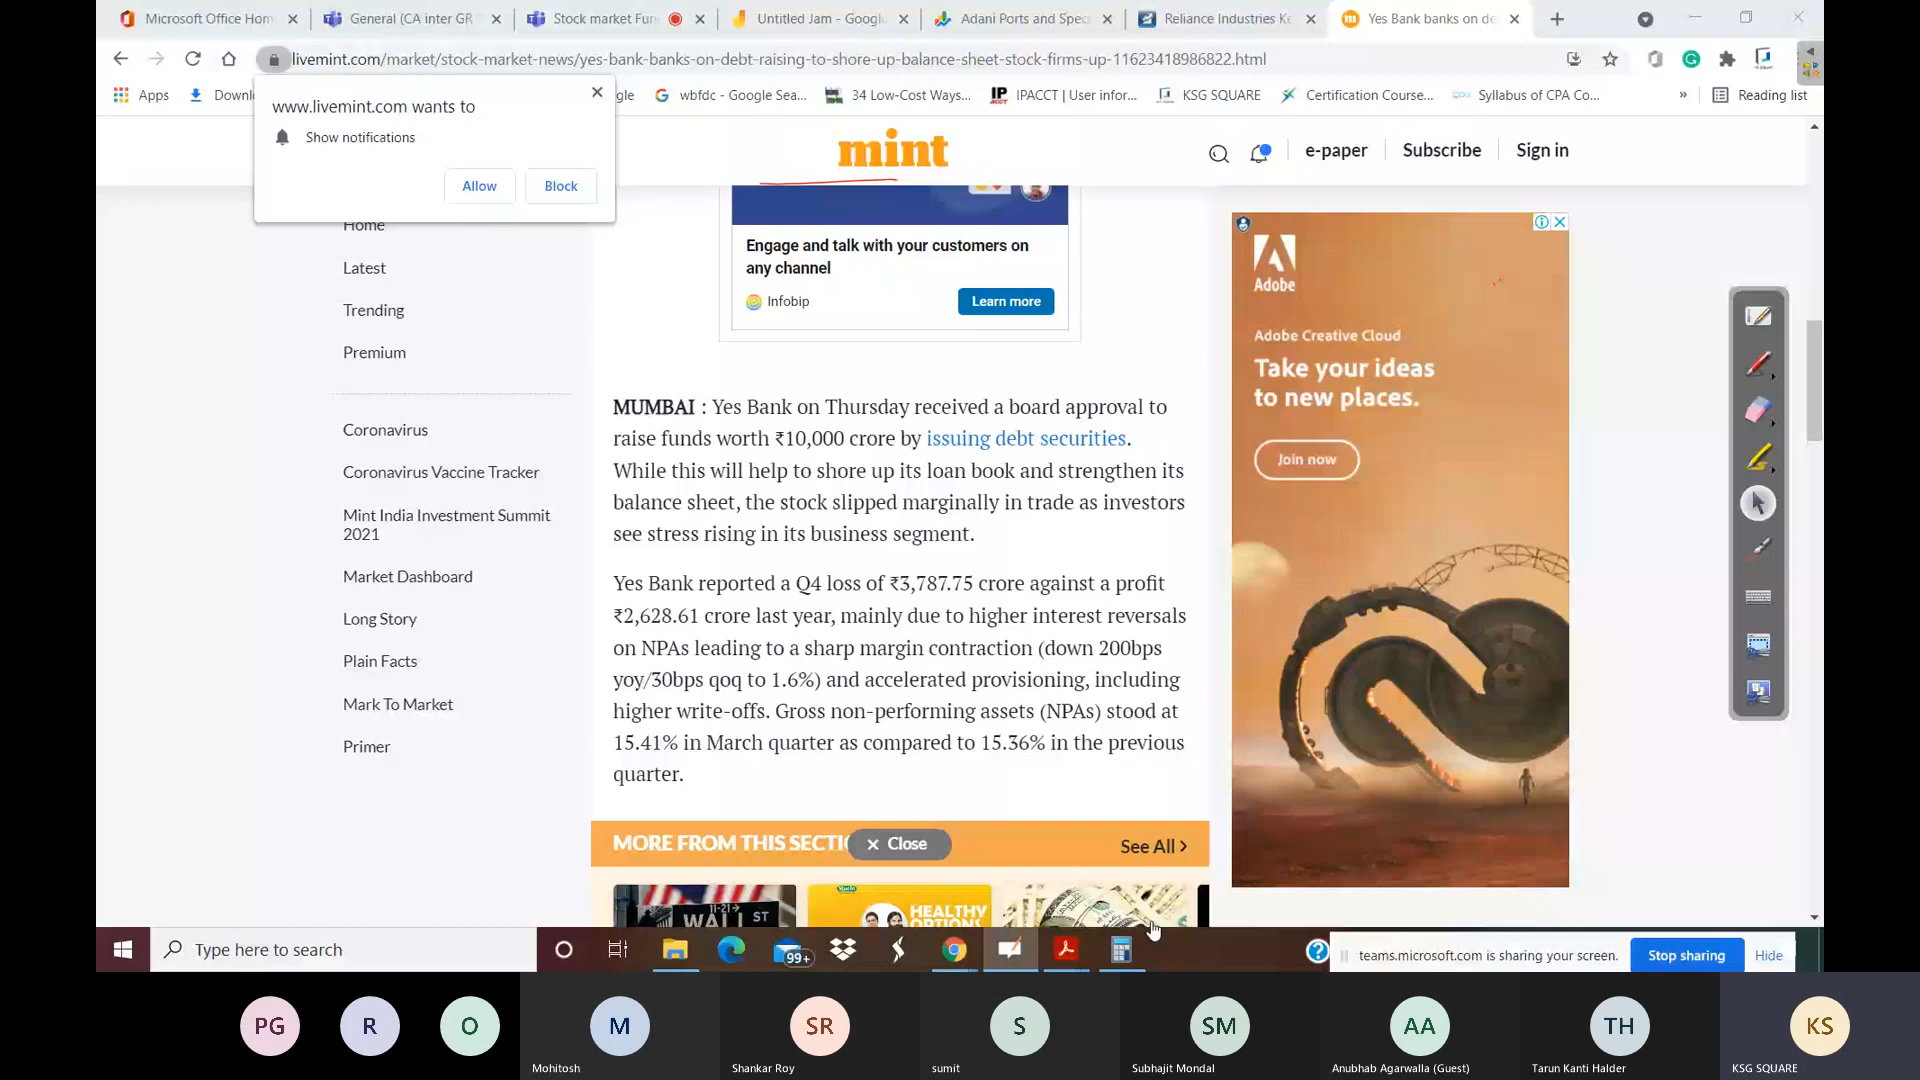 Microsoft Office Hom
General (CA inter GR
Stock market Fun
Untitled Jam - Google
Adani Ports and Spec
Reliance Industries Ke
Yes Bank banks on de
livemint.com/market/stock-market-news/yes-bank-banks-on-debt-raising-to-shore-up-balance-sheet-stock-firms-up-11623418986822.html
Apps
Downl
gle
wbfdc - Google Sea...
34 Low-Cost Ways...
IPACCT | User infor...
KSG SQUARE
Certification Course...
Syllabus of CPA Co...
»
Reading list
www.livemint.com wants to
Show notifications
Allow
Block
mint
e-paper
Subscribe
Sign in
Home
Latest
Trending
Premium
Coronavirus
Coronavirus Vaccine Tracker
Mint India Investment Summit
2021
Market Dashboard
Long Story
Plain Facts
Mark To Market
Primer
Engage and talk with your customers on
any channel
Infobip
Learn more
MUMBAI : Yes Bank on Thursday received a board approval to
raise funds worth ₹10,000 crore by issuing debt securities.
While this will help to shore up its loan book and strengthen its
balance sheet, the stock slipped marginally in trade as investors
see stress rising in its business segment.
Yes Bank reported a Q4 loss of ₹3,787.75 crore against a profit
₹2,628.61 crore last year, mainly due to higher interest reversals
on NPAs leading to a sharp margin contraction (down 200bps
yoy/30bps qoq to 1.6%) and accelerated provisioning, including
higher write-offs. Gross non-performing assets (NPAs) stood at
15.41% in March quarter as compared to 15.36% in the previous
quarter.
MORE FROM THIS SECTI
Close
See All
11-21
WALL ST
HEALTHY
OPTIONS
Adobe
Adobe Creative Cloud
Take your ideas
to new places.
Join now
Type here to search
99+
teams.microsoft.com is sharing your screen.
Stop sharing
Hide
PG
R
O
M
SR
S
SM
AA
TH
KS
Mohitosh
Shankar Roy
sumit
Subhajit Mondal
Anubhab Agarwalla (Guest)
Tarun Kanti Halder
KSG SQUARE